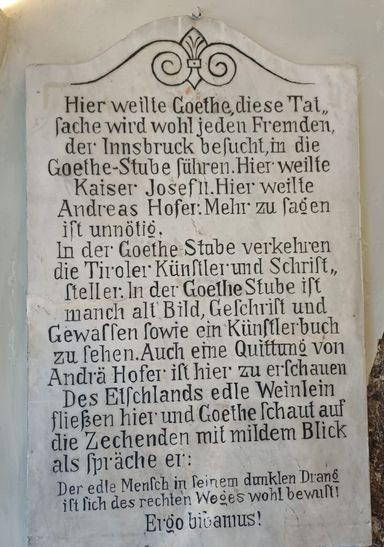 Hier weilte Goethe, diese Tat„
ſache wird wohl jeden Fremden,
der Innsbruck beſucht, in die
Goethe-Stube führen. Hier weilte
Kaiser Josef II. Hier weilte
Andreas Hofer. Mehr zu ſagen
iſt unnötig.
In der Goethe Stube verkehren
die Tiroler Künſtler und Schrift„
ſteller. In der Goethe Stube iſt
manch alt' Bild, Geſchrift und
Gewaffen ſowie ein Künſtlerbuch
zu ſehen. Auch eine Quittung von
Andrä Hofer iſt hier zu erſchauen
Des Etſchlands edle Weinlein
fließen hier und Goethe ſchaut auf
die Zechenden mit mildem Blick
als ſpräche er:
Der edle Menſch in ſeinem dunklen Drang
iſt ſich des rechten Weges wohl bewuſt!
Ergo bibamus!